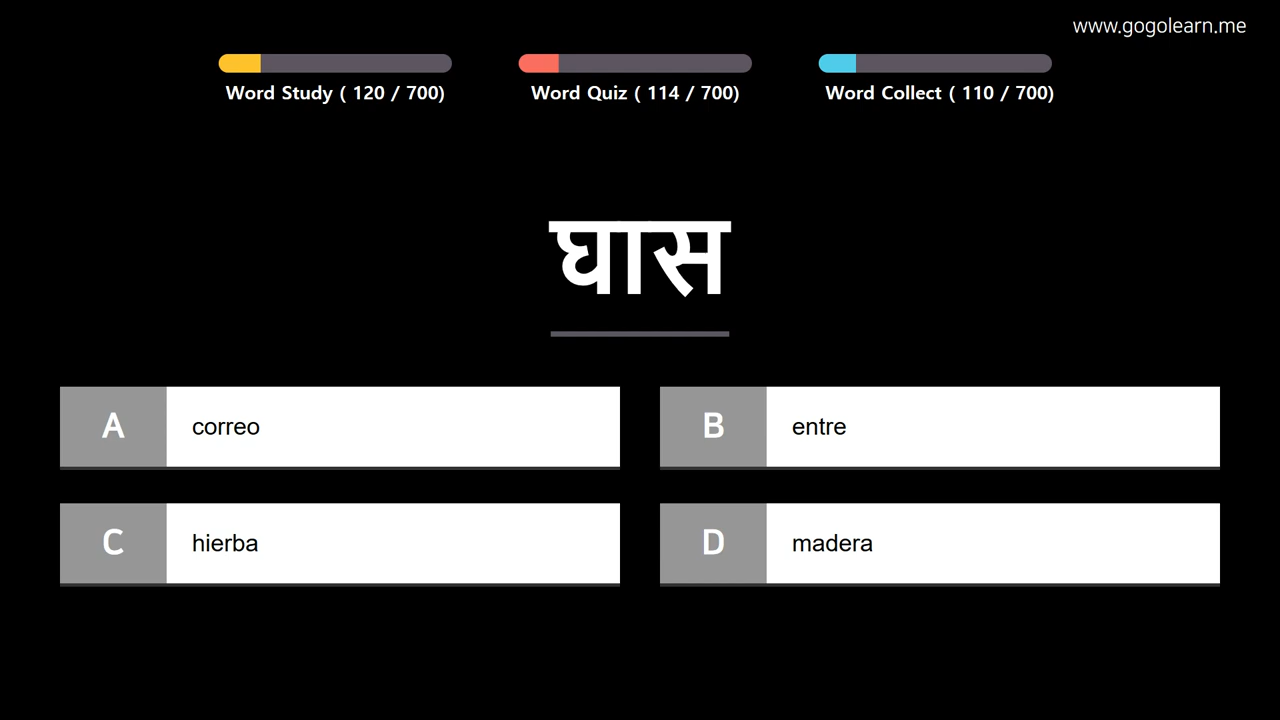 www.gogolearn.me
Word Study ( 120 / 700)
Word Quiz ( 114 / 700)
Word Collect ( 110 / 700)
घास
A correo
B entre
C hierba
D madera